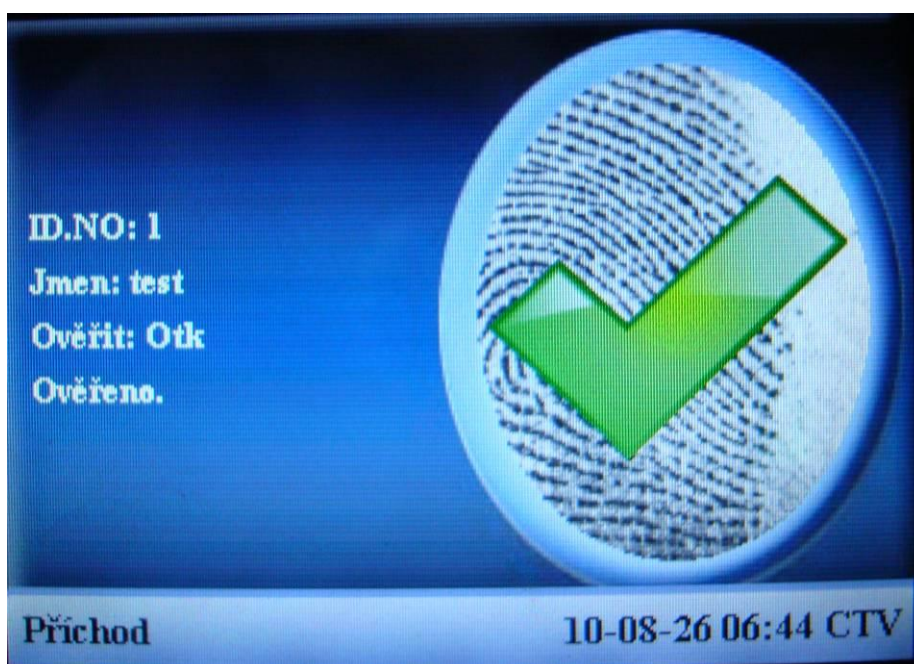 ID.NO: 1
Jmen: test
Ověřit: Otk
Ověřeno.
Příchod
10-08-26 06:44 CTV